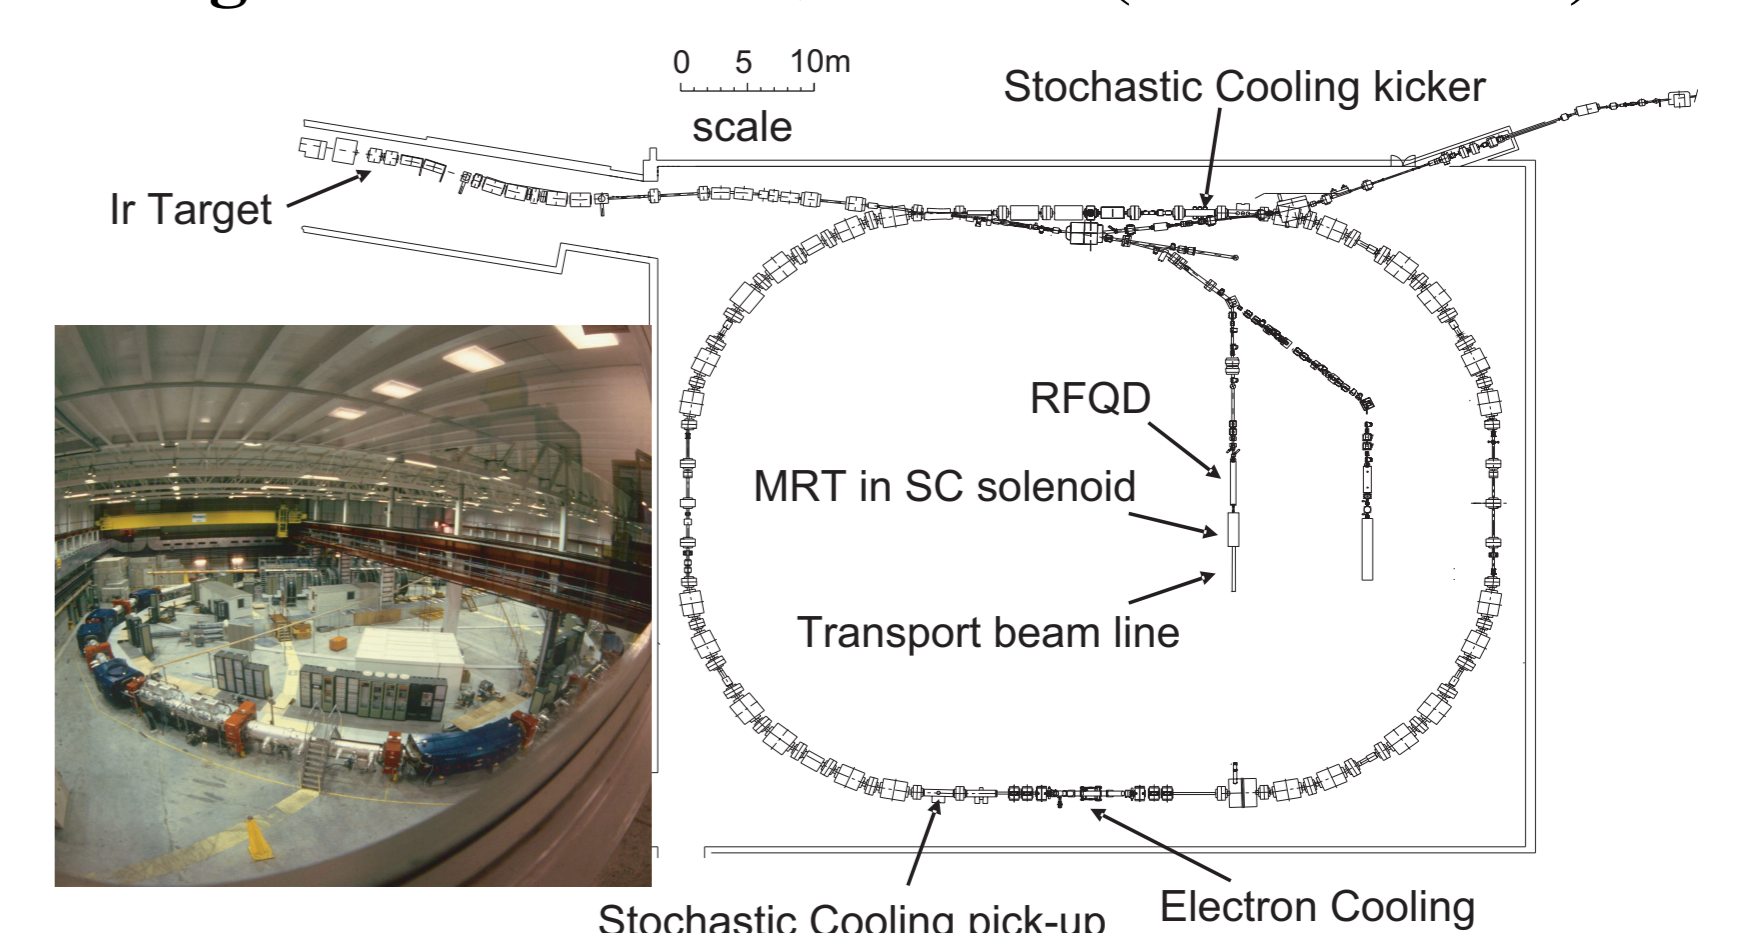 0 5 10m
scale
Stochastic Cooling kicker
Ir Target
RFQD
MRT in SC solenoid
Transport beam line
Electron Cooling
Stochastic Cooling pick-up